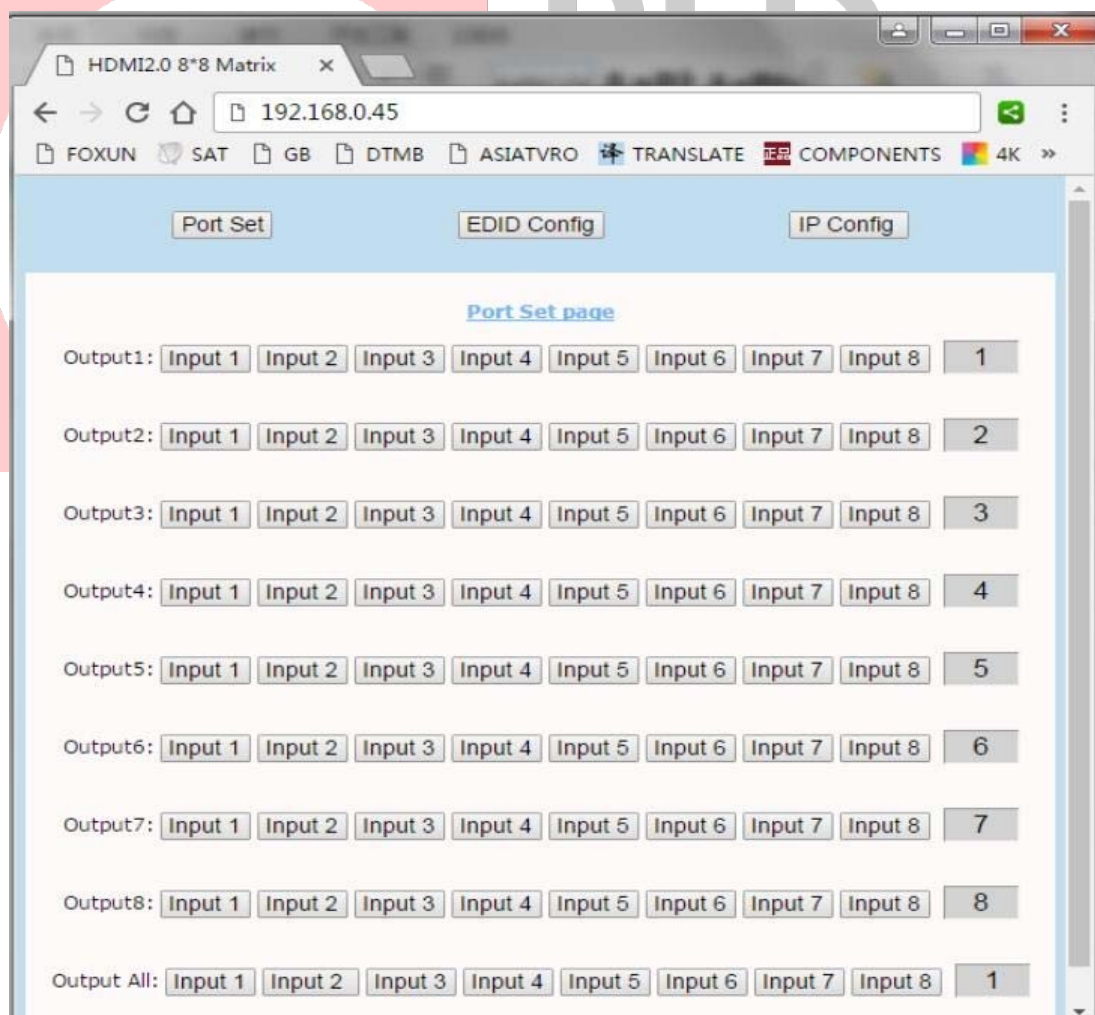 HDMI2.0 8*8 Matrix
192.168.0.45
FOXUN SAT GB DTMB ASIATVRO 译 TRANSLATE 正品 COMPONENTS 4K »
Port Set EDID Config IP Config
Port Set page
Output1: Input 1 Input 2 Input 3 Input 4 Input 5 Input 6 Input 7 Input 8 1
Output2: Input 1 Input 2 Input 3 Input 4 Input 5 Input 6 Input 7 Input 8 2
Output3: Input 1 Input 2 Input 3 Input 4 Input 5 Input 6 Input 7 Input 8 3
Output4: Input 1 Input 2 Input 3 Input 4 Input 5 Input 6 Input 7 Input 8 4
Output5: Input 1 Input 2 Input 3 Input 4 Input 5 Input 6 Input 7 Input 8 5
Output6: Input 1 Input 2 Input 3 Input 4 Input 5 Input 6 Input 7 Input 8 6
Output7: Input 1 Input 2 Input 3 Input 4 Input 5 Input 6 Input 7 Input 8 7
Output8: Input 1 Input 2 Input 3 Input 4 Input 5 Input 6 Input 7 Input 8 8
Output All: Input 1 Input 2 Input 3 Input 4 Input 5 Input 6 Input 7 Input 8 1